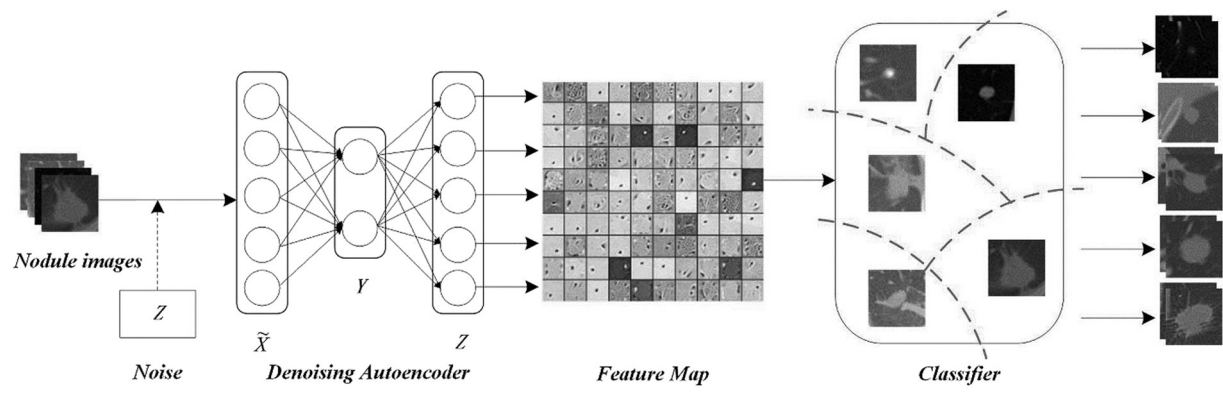 Nodule images
Z
Noise
X̃
Y
Z
Denoising Autoencoder
Feature Map
Classifier